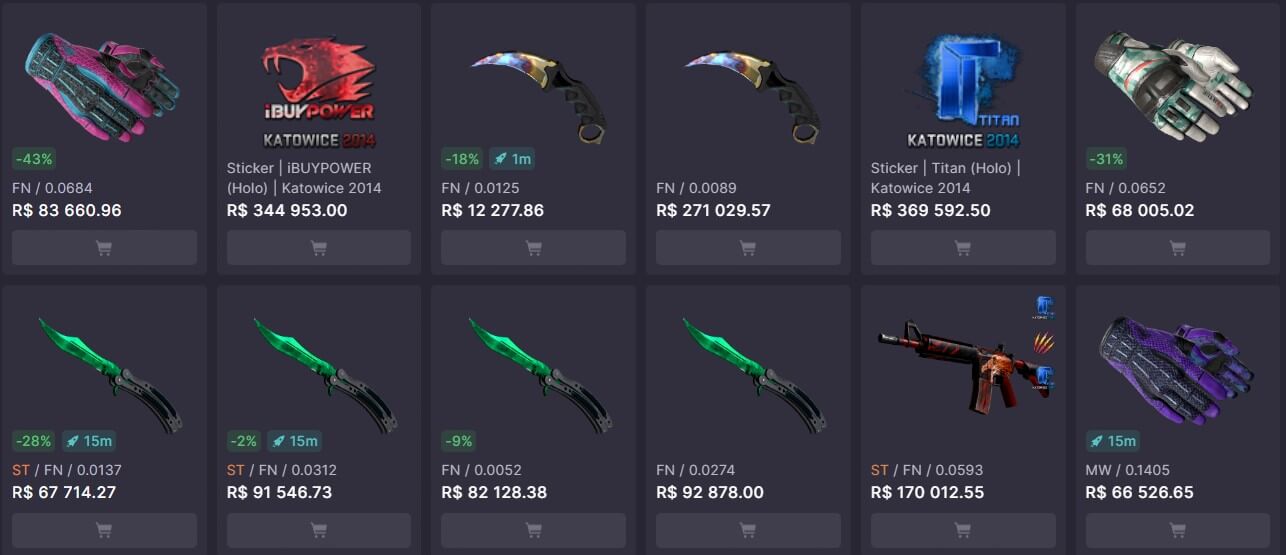 iBUYPOWER
KATOWICE 2014
TITAN
KATOWICE 2014
-43%
-18% 1m
-31%
FN / 0.0684
Sticker | iBUYPOWER
(Holo) | Katowice 2014
FN / 0.0125
FN / 0.0089
Sticker | Titan (Holo) |
Katowice 2014
FN / 0.0652
R$ 83 660.96
R$ 344 953.00
R$ 12 277.86
R$ 271 029.57
R$ 369 592.50
R$ 68 005.02
-28% 15m
-2% 15m
-9%
15m
ST / FN / 0.0137
ST / FN / 0.0312
FN / 0.0052
FN / 0.0274
ST / FN / 0.0593
MW / 0.1405
R$ 67 714.27
R$ 91 546.73
R$ 82 128.38
R$ 92 878.00
R$ 170 012.55
R$ 66 526.65